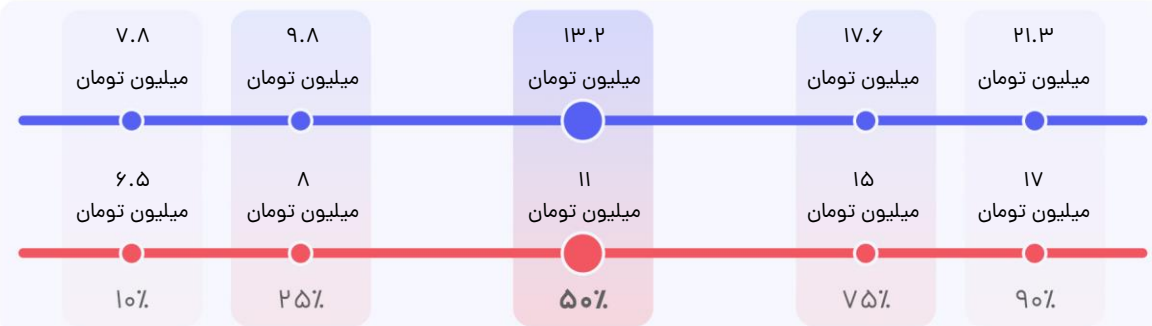 ۷.۸ ۹.۸ ۱۳.۲ ۱۷.۶ ۲۱.۳
میلیون تومان میلیون تومان میلیون تومان میلیون تومان میلیون تومان
۶.۵ ۸ ۱۱ ۱۵ ۱۷
میلیون تومان میلیون تومان میلیون تومان میلیون تومان میلیون تومان
۱۰٪ ۲۵٪ ۵۰٪ ۷۵٪ ۹۰٪